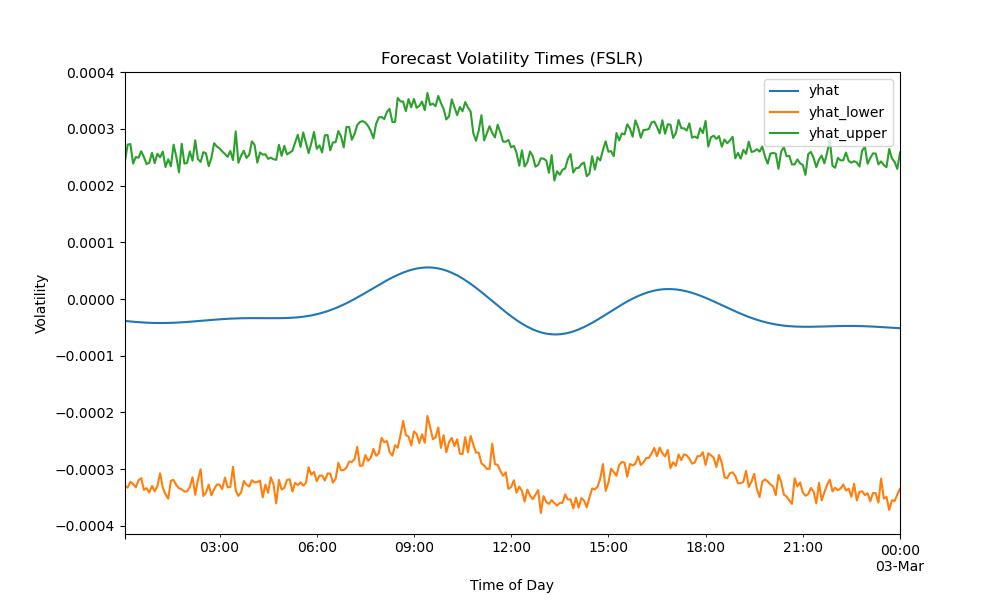 Forecast Volatility Times (FSLR)
0.0004
0.0003
0.0002
0.0001
0.0000
−0.0001
−0.0002
−0.0003
−0.0004
Volatility
yhat
yhat_lower
yhat_upper
03:00
06:00
09:00
12:00
15:00
18:00
21:00
00:00
03-Mar
Time of Day